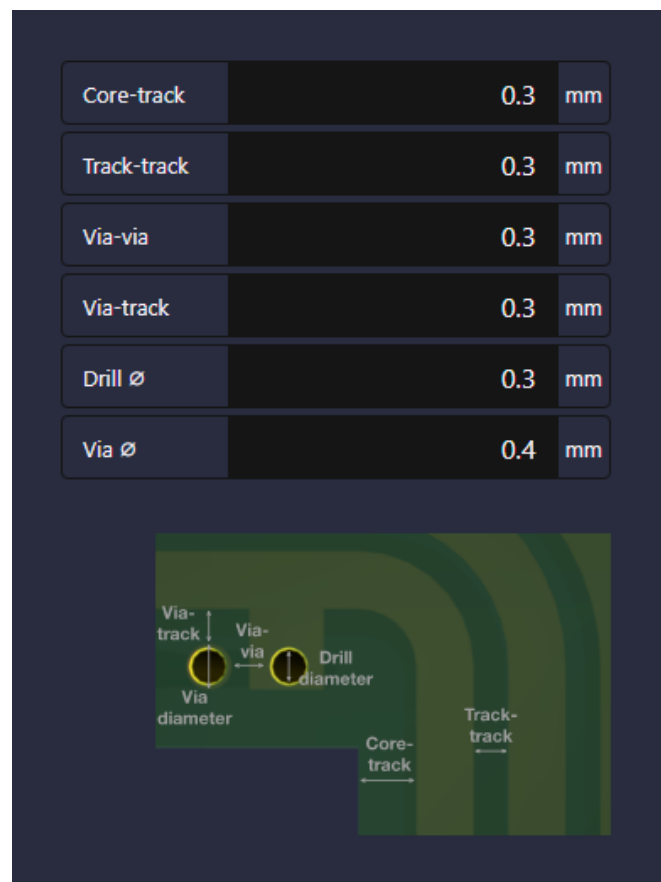 Core-track 0.3 mm
Track-track 0.3 mm
Via-via 0.3 mm
Via-track 0.3 mm
Drill ⌀ 0.3 mm
Via ⌀ 0.4 mm
Via-
track
Via-
via
Drill
diameter
Via
diameter
Track-
track
Core-
track